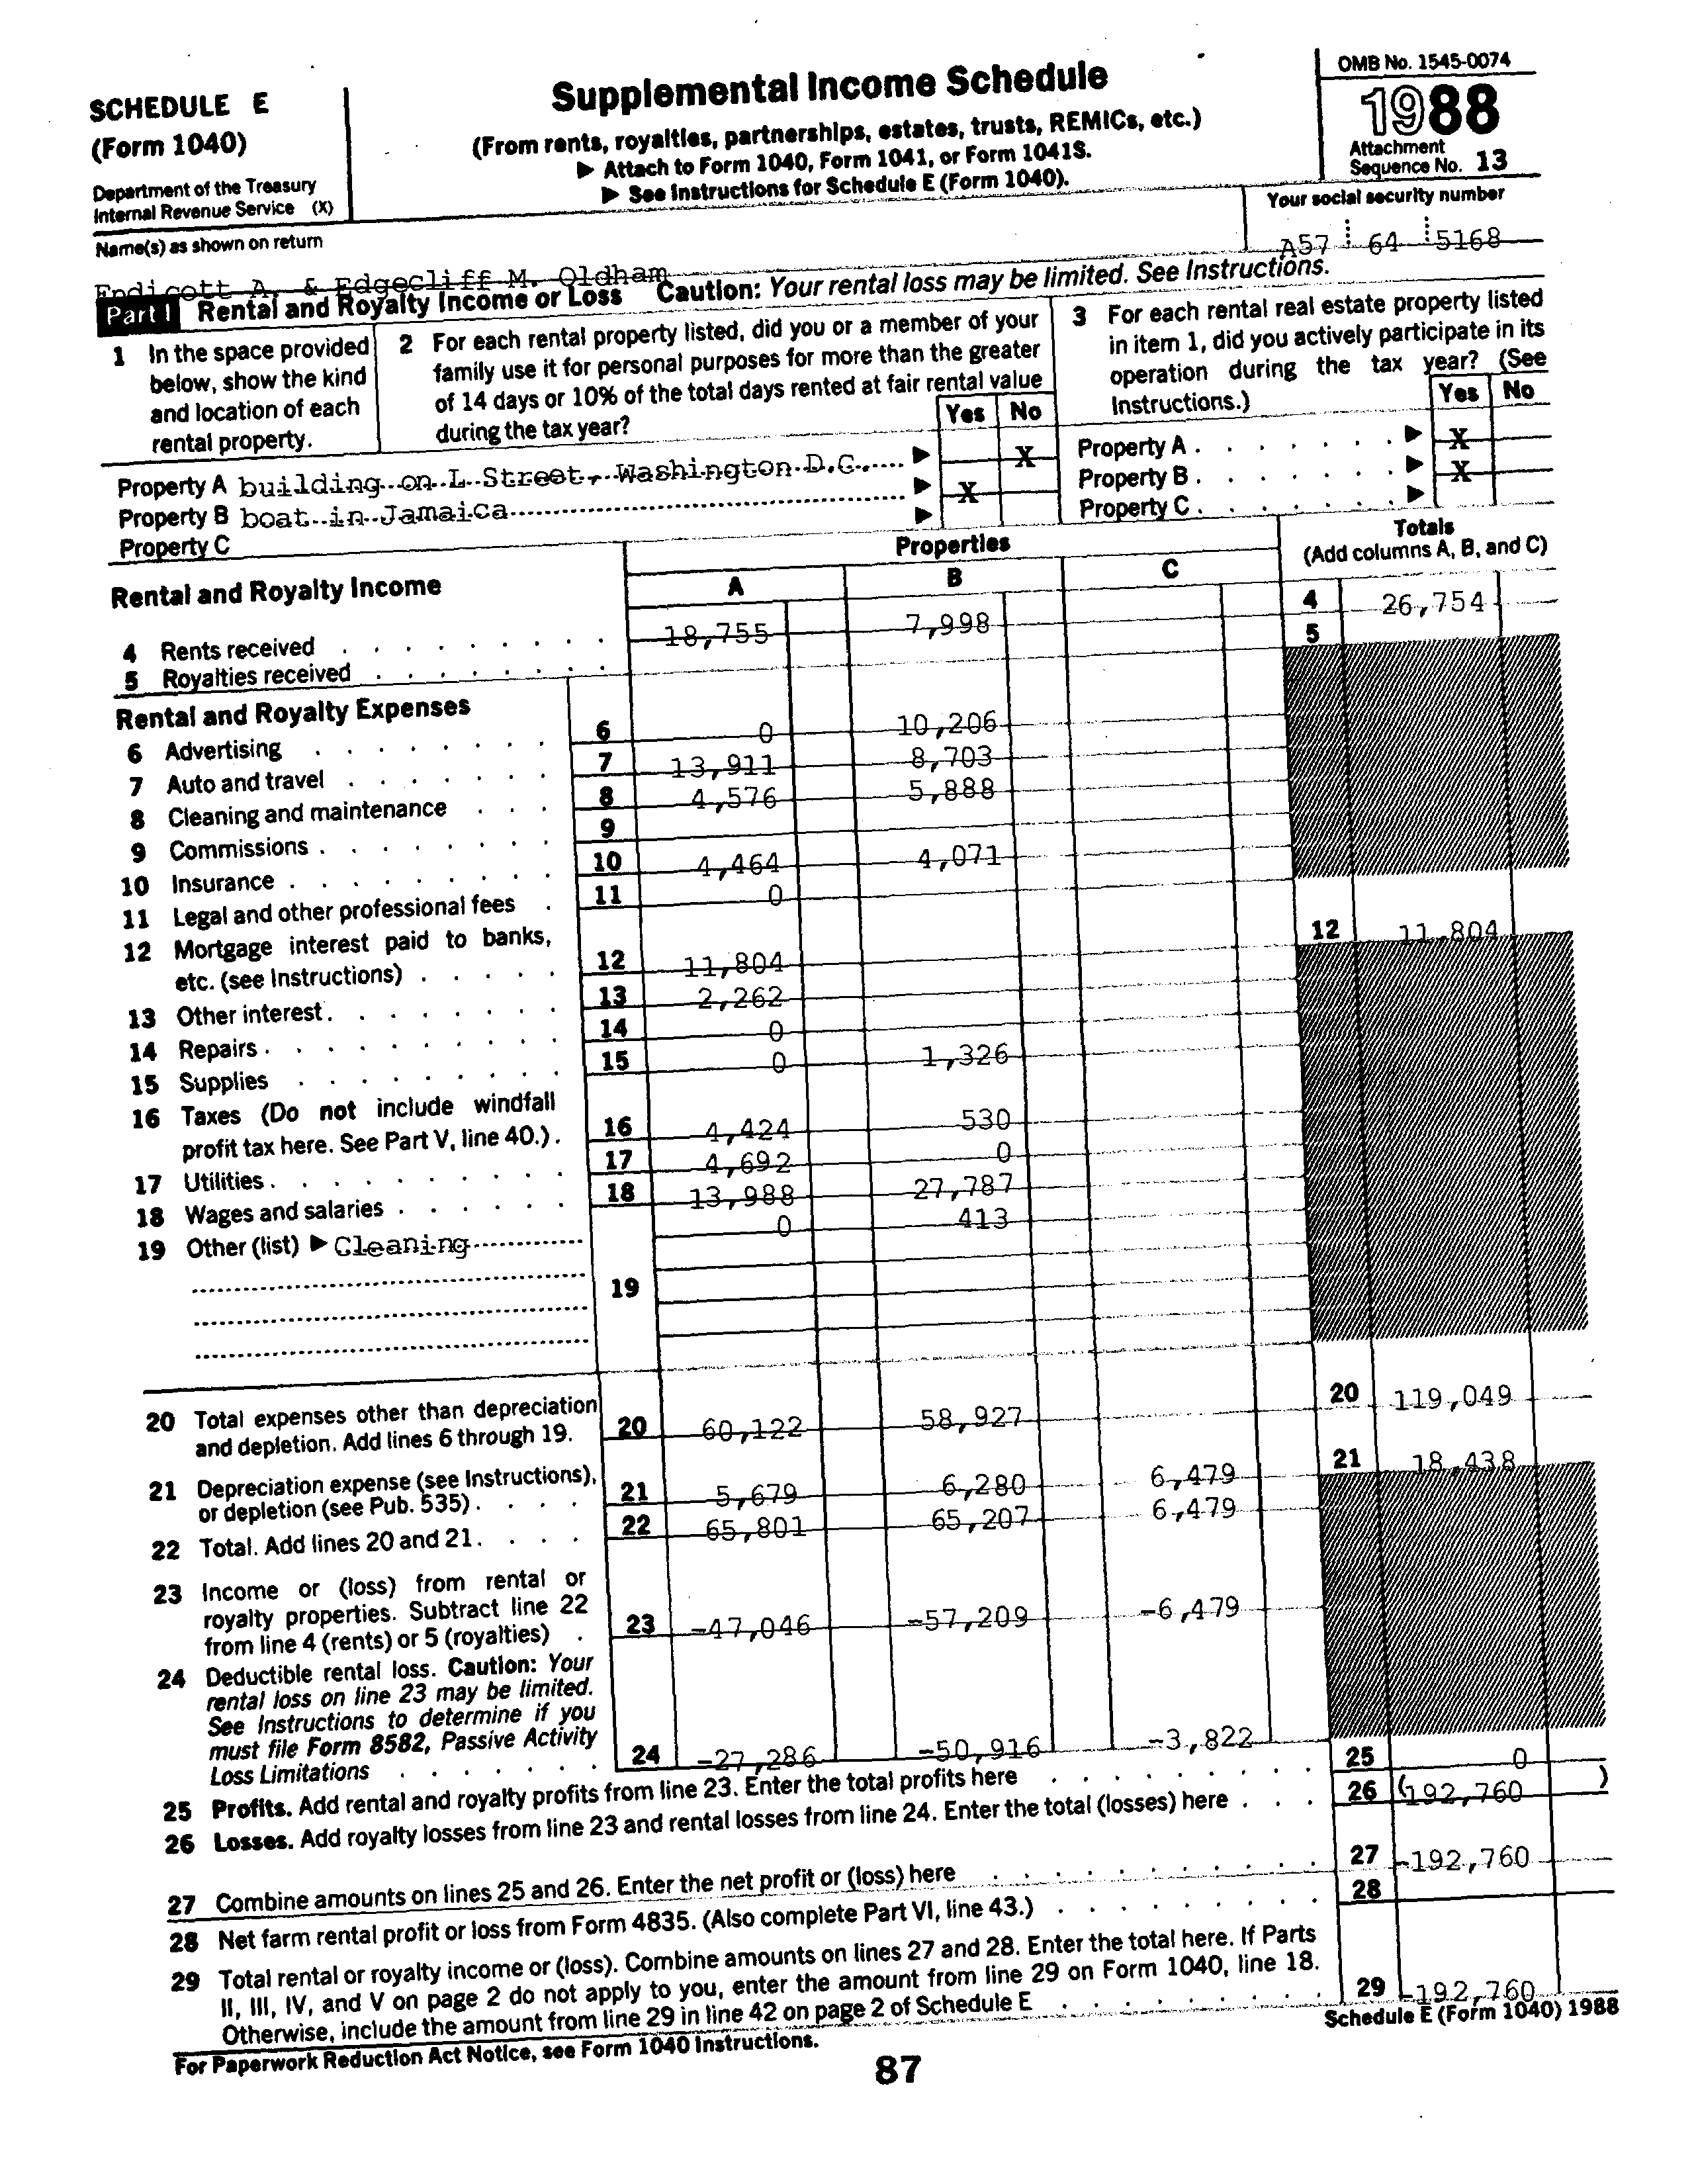 SCHEDULE E
(Form 1040)
Department of the Treasury
Internal Revenue Service (X)
Supplemental Income Schedule
(From rents, royalties, partnerships, estates, trusts, REMICs, etc.)
▶ Attach to Form 1040, Form 1041, or Form 1041S.
▶ See Instructions for Schedule E (Form 1040).
OMB No. 1545-0074
1988
Attachment
Sequence No. 13
Name(s) as shown on return
Your social security number
Endicott A. & Edgecliff M. Oldham
A57 64 5168
Part I Rental and Royalty Income or Loss Caution: Your rental loss may be limited. See Instructions.
1 In the space provided
below, show the kind
and location of each
rental property.
2 For each rental property listed, did you or a member of your
family use it for personal purposes for more than the greater
of 14 days or 10% of the total days rented at fair rental value
during the tax year?
Yes No
3 For each rental real estate property listed
in item 1, did you actively participate in its
operation during the tax year? (See
Instructions.)
Yes No
Property A building on L Street, Washington D.C. ▶ X
Property B boat in Jamaica ▶ X
Property C ▶
Property A . . . . . . ▶ X
Property B . . . . . . ▶ X
Property C . . . . . . ▶
Rental and Royalty Income
Properties
A B C
Totals
(Add columns A, B, and C)
4 Rents received . . . . . . . . . 18,755 7,998 4 26,754
5 Royalties received . . . . . . . . 5
Rental and Royalty Expenses
6 Advertising . . . . . . . . 6 0 10,206
7 Auto and travel . . . . . . . 7 13,911 8,703
8 Cleaning and maintenance . . . 8 4,576 5,888
9 Commissions . . . . . . . . 9
10 Insurance . . . . . . . . . 10 4,464 4,071
11 Legal and other professional fees . 11 0
12 Mortgage interest paid to banks,
etc. (see Instructions) . . . . . 12 11,804 12 11,804
13 Other interest . . . . . . . . 13 2,262
14 Repairs . . . . . . . . . . 14 0
15 Supplies . . . . . . . . . 15 0 1,326
16 Taxes (Do not include windfall
profit tax here. See Part V, line 40.) . 16 4,424 530
17 Utilities . . . . . . . . . . 17 4,692 0
18 Wages and salaries . . . . . . 18 13,988 27,787
19 Other (list) ▶ Cleaning 0 413
19
20 Total expenses other than depreciation
and depletion. Add lines 6 through 19. 20 60,122 58,927 20 119,049
21 Depreciation expense (see Instructions),
or depletion (see Pub. 535) . . . . 21 5,679 6,280 6,479 21 18,438
22 Total. Add lines 20 and 21 . . . . 22 65,801 65,207 6,479
23 Income or (loss) from rental or
royalty properties. Subtract line 22
from line 4 (rents) or 5 (royalties) . 23 -47,046 -57,209 -6,479
24 Deductible rental loss. Caution: Your
rental loss on line 23 may be limited.
See Instructions to determine if you
must file Form 8582, Passive Activity
Loss Limitations . . . . . . . 24 -27,286 -50,916 -3,822
25 Profits. Add rental and royalty profits from line 23. Enter the total profits here . . . . . . . . . 25 0
26 Losses. Add royalty losses from line 23 and rental losses from line 24. Enter the total (losses) here . . . 26 (192,760 )
27 Combine amounts on lines 25 and 26. Enter the net profit or (loss) here . . . . . . . . . . . 27 -192,760
28 Net farm rental profit or loss from Form 4835. (Also complete Part VI, line 43.) . . . . . . . . . 28
29 Total rental or royalty income or (loss). Combine amounts on lines 27 and 28. Enter the total here. If Parts
II, III, IV, and V on page 2 do not apply to you, enter the amount from line 29 on Form 1040, line 18.
Otherwise, include the amount from line 29 in line 42 on page 2 of Schedule E . . . . . . . . . 29 -192,760
For Paperwork Reduction Act Notice, see Form 1040 Instructions.
Schedule E (Form 1040) 1988
87